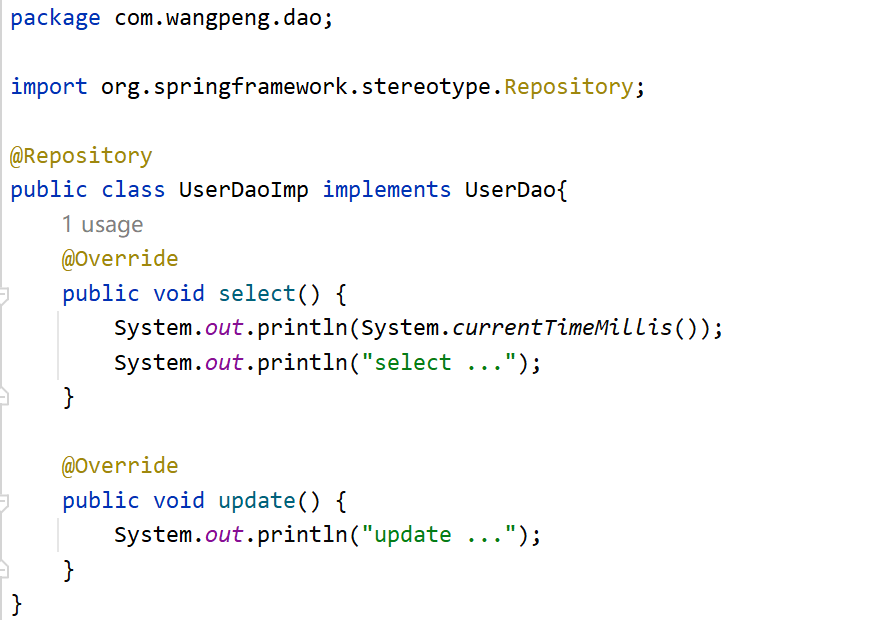 package com.wangpeng.dao;
import org.springframework.stereotype.Repository;
@Repository
public class UserDaoImp implements UserDao{
1 usage
@Override
public void select() {
System.out.println(System.currentTimeMillis());
System.out.println("select ...");
}
@Override
public void update() {
System.out.println("update ...");
}
}